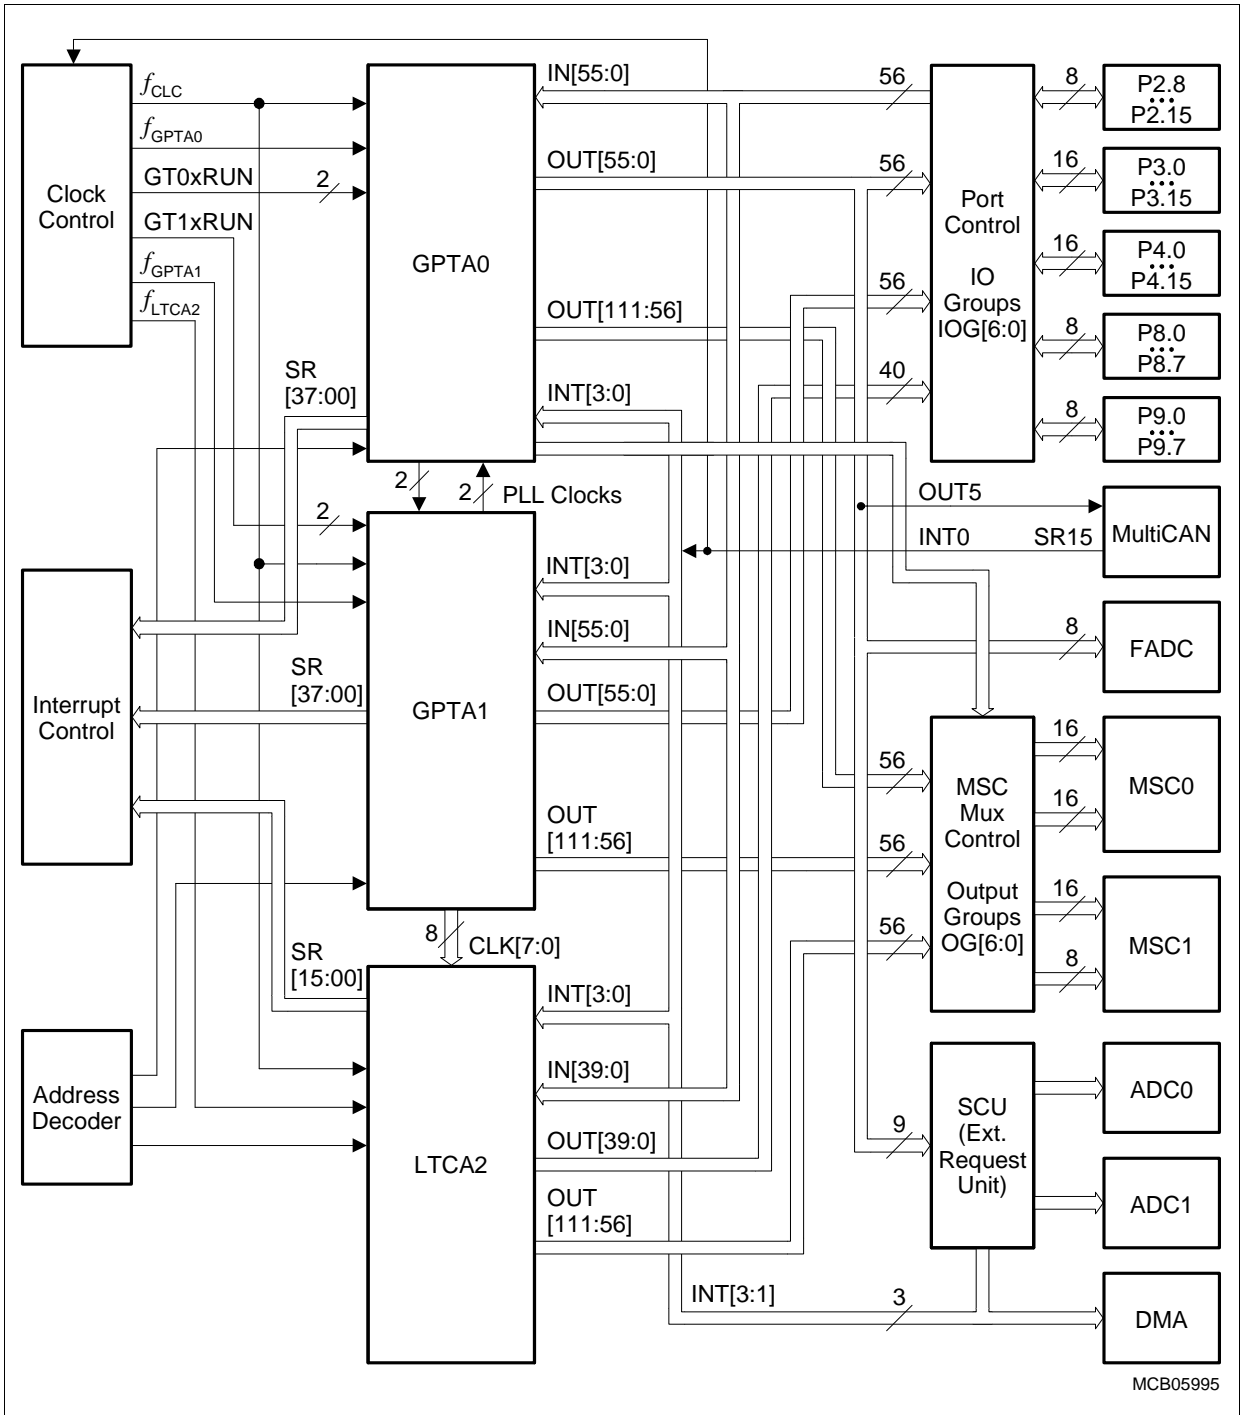 Clock
Control
fCLC
fGPTA0
GT0xRUN
2
GT1xRUN
fGPTA1
fLTCA2
GPTA0
IN[55:0]
56
OUT[55:0]
56
OUT[111:56]
56
40
INT[3:0]
SR
[37:00]
Port
Control
IO
Groups
IOG[6:0]
8
P2.8
•••
P2.15
16
P3.0
•••
P3.15
16
P4.0
•••
P4.15
8
P8.0
•••
P8.7
8
P9.0
•••
P9.7
2
2
PLL Clocks
2
OUT5
INT0
SR15
MultiCAN
GPTA1
INT[3:0]
IN[55:0]
OUT[55:0]
OUT
[111:56]
Interrupt
Control
SR
[37:00]
8
FADC
56
56
56
MSC
Mux
Control
Output
Groups
OG[6:0]
16
16
MSC0
16
8
MSC1
8
CLK[7:0]
SR
[15:00]
Address
Decoder
LTCA2
INT[3:0]
IN[39:0]
OUT[39:0]
OUT
[111:56]
9
SCU
(Ext.
Request
Unit)
ADC0
ADC1
INT[3:1]
3
DMA
MCB05995